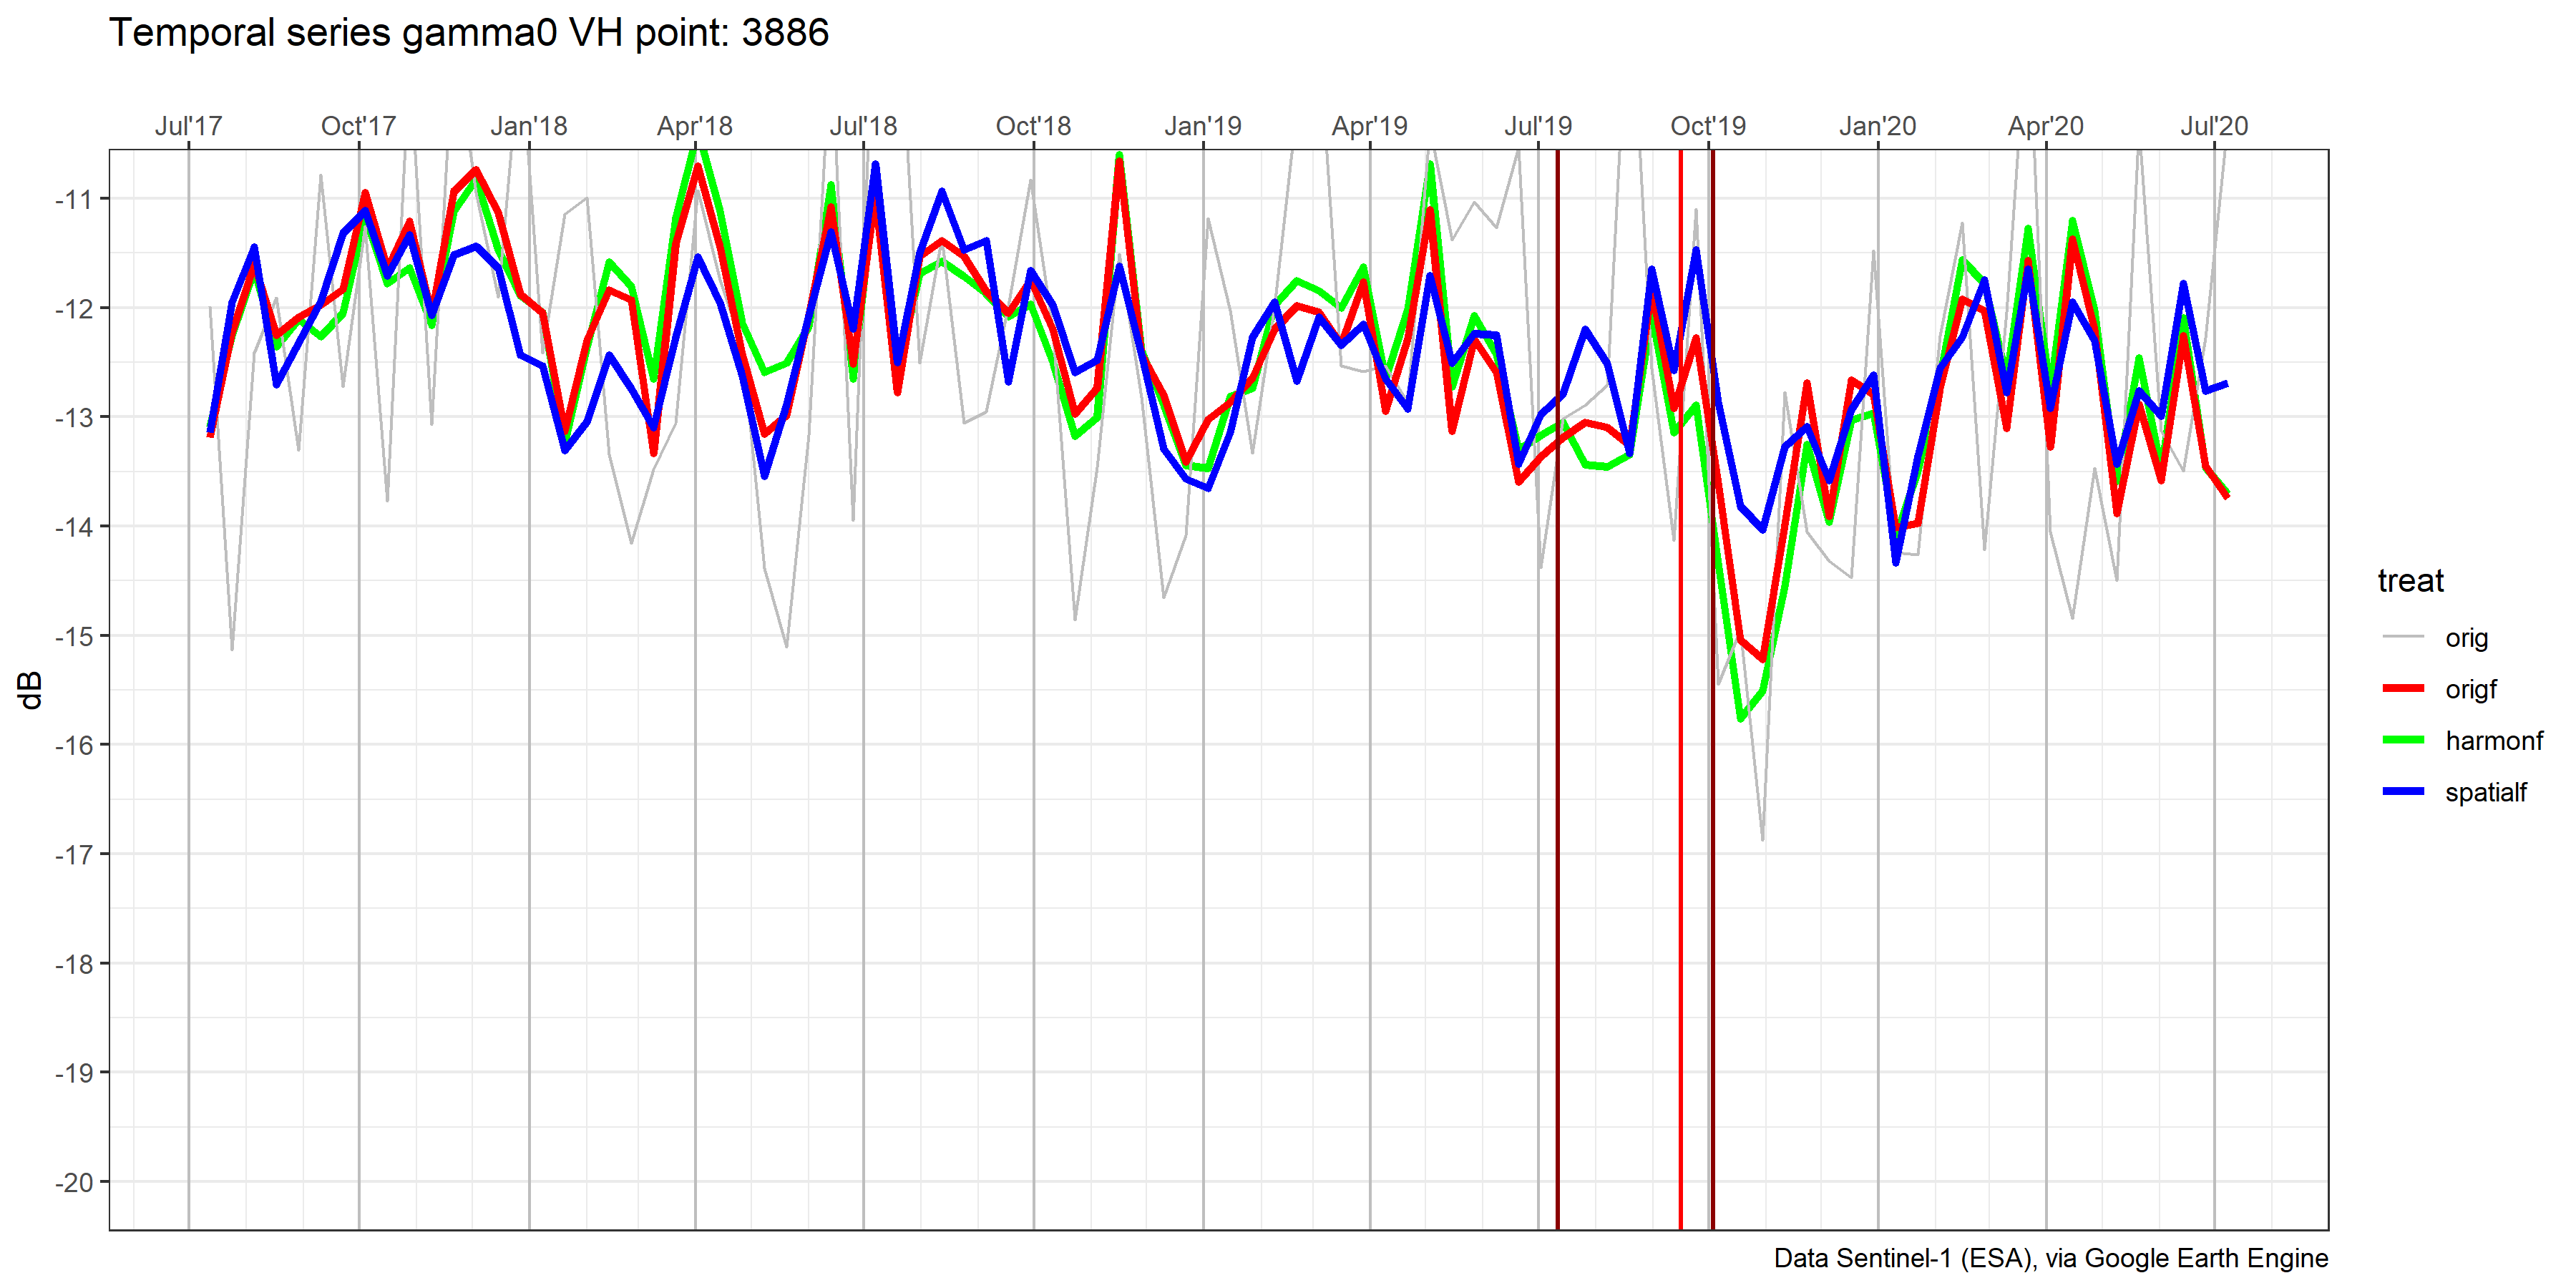 Temporal series gamma0 VH point: 3886
Jul'17 Oct'17 Jan'18 Apr'18 Jul'18 Oct'18 Jan'19 Apr'19 Jul'19 Oct'19 Jan'20 Apr'20 Jul'20
-11
-12
-13
-14
-15
-16
-17
-18
-19
-20
dB
treat
orig
origf
harmonf
spatialf
Data Sentinel-1 (ESA), via Google Earth Engine